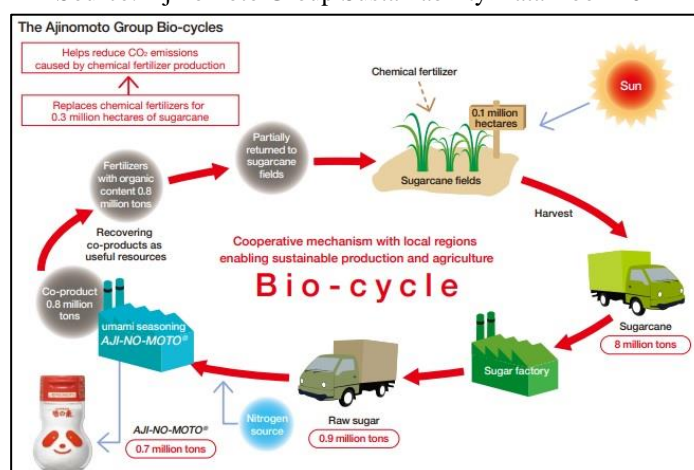 The Ajinomoto Group Bio-cycles
Helps reduce CO₂ emissions
caused by chemical fertilizer production
Replaces chemical fertilizers for
0.3 million hectares of sugarcane
Chemical fertilizer
0.1 million
hectares
Sun
Partially
returned to
sugarcane
fields
Fertilizers
with organic
content 0.8
million tons
Sugarcane fields
Harvest
Recovering
co-products as
useful resources
Cooperative mechanism with local regions
enabling sustainable production and agriculture
Bio-cycle
Co-product
0.8 million
tons
umami seasoning
AJI-NO-MOTO®
Sugarcane
8 million tons
Sugar factory
Nitrogen
source
Raw sugar
0.9 million tons
AJI-NO-MOTO®
0.7 million tons